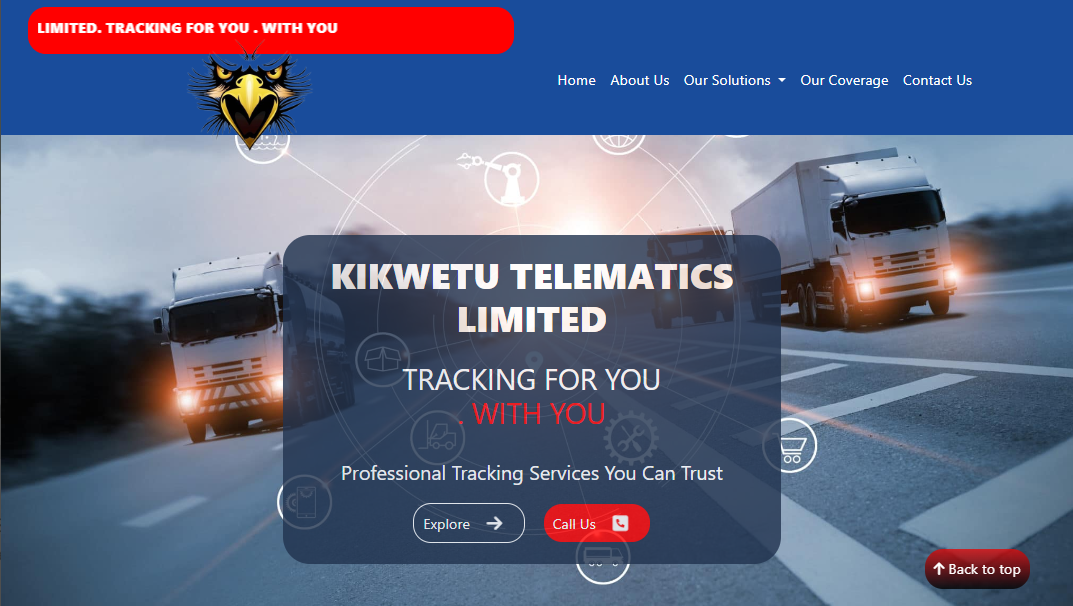 LIMITED. TRACKING FOR YOU . WITH YOU
Home About Us Our Solutions Our Coverage Contact Us
KIKWETU TELEMATICS
LIMITED
TRACKING FOR YOU
. WITH YOU
Professional Tracking Services You Can Trust
Explore Call Us
Back to top